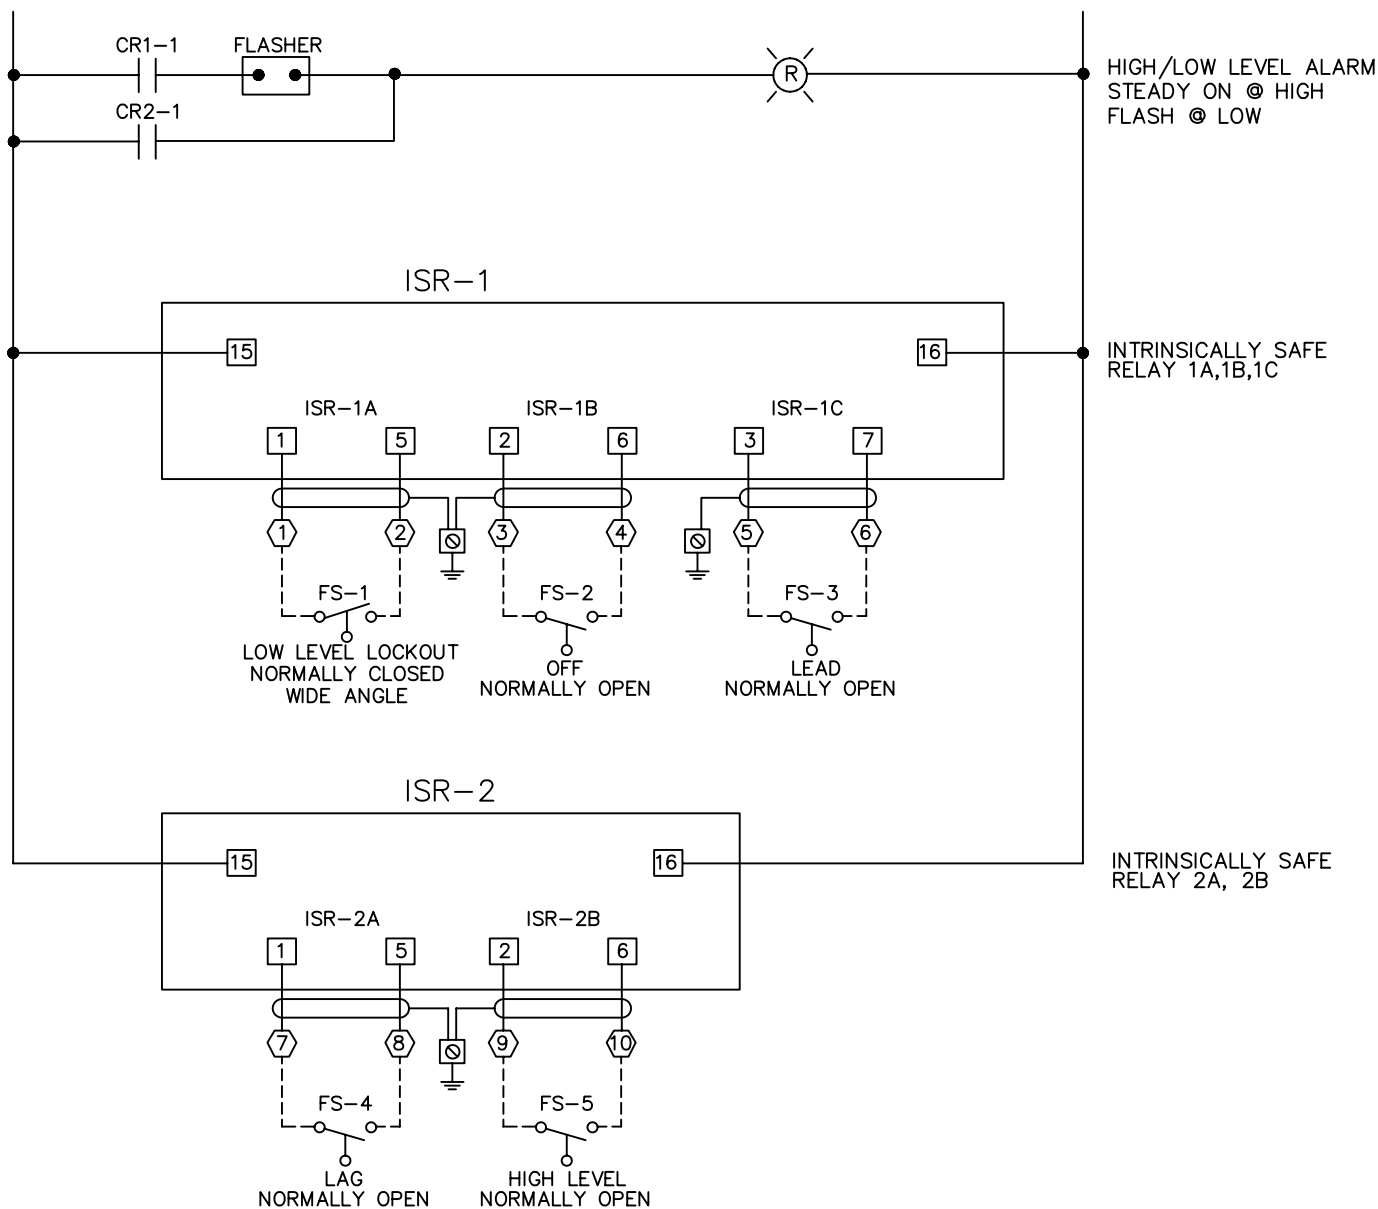 CR1-1
FLASHER
R
HIGH/LOW LEVEL ALARM
STEADY ON @ HIGH
FLASH @ LOW
CR2-1
ISR-1
15
16
INTRINSICALLY SAFE
RELAY 1A,1B,1C
ISR-1A
ISR-1B
ISR-1C
1
5
2
6
3
7
1
2
3
4
5
6
FS-1
FS-2
FS-3
LOW LEVEL LOCKOUT
NORMALLY CLOSED
WIDE ANGLE
OFF
NORMALLY OPEN
LEAD
NORMALLY OPEN
ISR-2
15
16
INTRINSICALLY SAFE
RELAY 2A, 2B
ISR-2A
ISR-2B
1
5
2
6
7
8
9
10
FS-4
FS-5
LAG
NORMALLY OPEN
HIGH LEVEL
NORMALLY OPEN